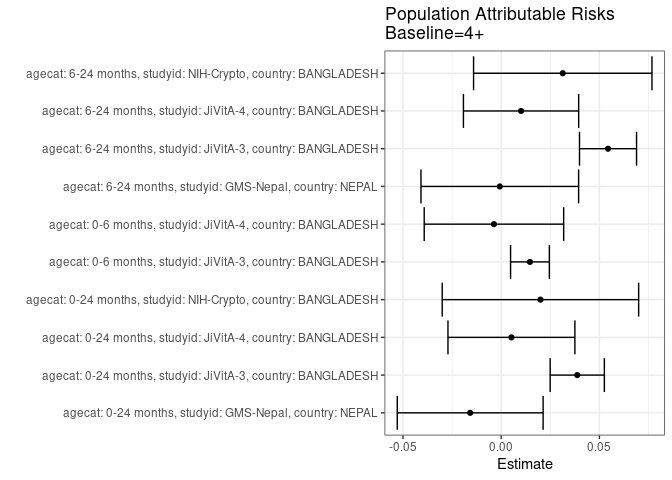 Population Attributable Risks
Baseline=4+
agecat: 6-24 months, studyid: NIH-Crypto, country: BANGLADESH
agecat: 6-24 months, studyid: JiVitA-4, country: BANGLADESH
agecat: 6-24 months, studyid: JiVitA-3, country: BANGLADESH
agecat: 6-24 months, studyid: GMS-Nepal, country: NEPAL
agecat: 0-6 months, studyid: JiVitA-4, country: BANGLADESH
agecat: 0-6 months, studyid: JiVitA-3, country: BANGLADESH
agecat: 0-24 months, studyid: NIH-Crypto, country: BANGLADESH
agecat: 0-24 months, studyid: JiVitA-4, country: BANGLADESH
agecat: 0-24 months, studyid: JiVitA-3, country: BANGLADESH
agecat: 0-24 months, studyid: GMS-Nepal, country: NEPAL
-0.05 0.00 0.05
Estimate